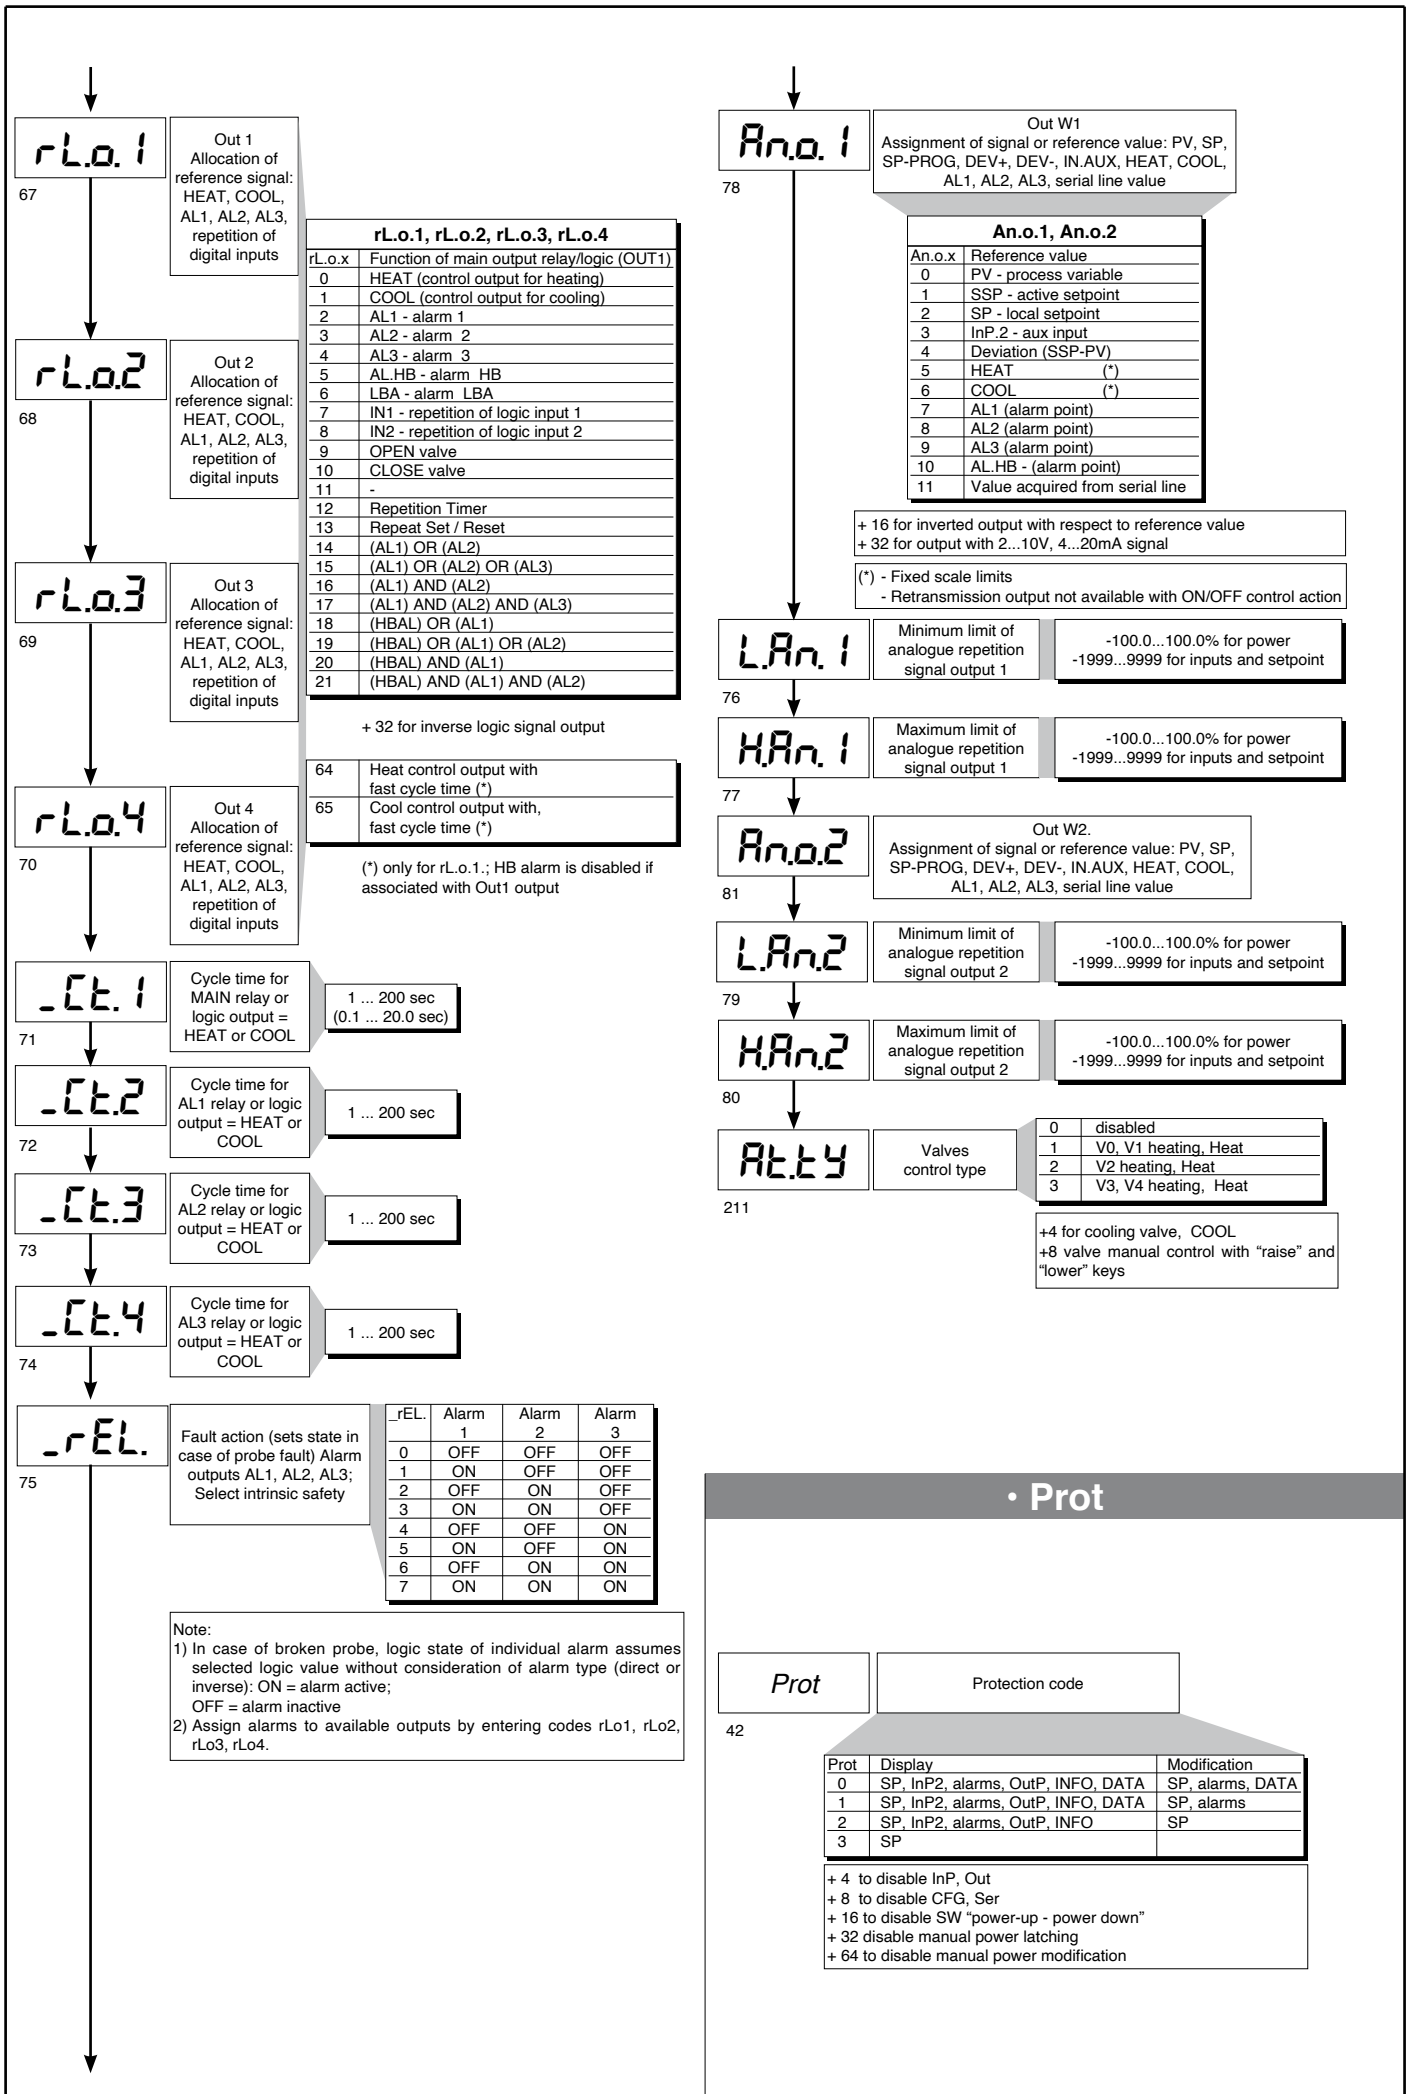 rL.o.1
67
Out 1
Allocation of
reference signal:
HEAT, COOL,
AL1, AL2, AL3,
repetition of
digital inputs
rL.o.2
68
Out 2
Allocation of
reference signal:
HEAT, COOL,
AL1, AL2, AL3,
repetition of
digital inputs
rL.o.3
69
Out 3
Allocation of
reference signal:
HEAT, COOL,
AL1, AL2, AL3,
repetition of
digital inputs
rL.o.4
70
Out 4
Allocation of
reference signal:
HEAT, COOL,
AL1, AL2, AL3,
repetition of
digital inputs
rL.o.1, rL.o.2, rL.o.3, rL.o.4
rL.o.x Function of main output relay/logic (OUT1)
0 HEAT (control output for heating)
1 COOL (control output for cooling)
2 AL1 - alarm 1
3 AL2 - alarm 2
4 AL3 - alarm 3
5 AL.HB - alarm HB
6 LBA - alarm LBA
7 IN1 - repetition of logic input 1
8 IN2 - repetition of logic input 2
9 OPEN valve
10 CLOSE valve
11 -
12 Repetition Timer
13 Repeat Set / Reset
14 (AL1) OR (AL2)
15 (AL1) OR (AL2) OR (AL3)
16 (AL1) AND (AL2)
17 (AL1) AND (AL2) AND (AL3)
18 (HBAL) OR (AL1)
19 (HBAL) OR (AL1) OR (AL2)
20 (HBAL) AND (AL1)
21 (HBAL) AND (AL1) AND (AL2)
+ 32 for inverse logic signal output
64 Heat control output with
fast cycle time (*)
65 Cool control output with,
fast cycle time (*)
(*) only for rL.o.1.; HB alarm is disabled if
associated with Out1 output
_Ct.1
71
Cycle time for
MAIN relay or
logic output =
HEAT or COOL
1 ... 200 sec
(0.1 ... 20.0 sec)
_Ct.2
72
Cycle time for
AL1 relay or logic
output = HEAT or
COOL
1 ... 200 sec
_Ct.3
73
Cycle time for
AL2 relay or logic
output = HEAT or
COOL
1 ... 200 sec
_Ct.4
74
Cycle time for
AL3 relay or logic
output = HEAT or
COOL
1 ... 200 sec
_rEL.
75
Fault action (sets state in
case of probe fault) Alarm
outputs AL1, AL2, AL3;
Select intrinsic safety
_rEL. Alarm Alarm Alarm
1 2 3
0 OFF OFF OFF
1 ON OFF OFF
2 OFF ON OFF
3 ON ON OFF
4 OFF OFF ON
5 ON OFF ON
6 OFF ON ON
7 ON ON ON
Note:
1) In case of broken probe, logic state of individual alarm assumes
selected logic value without consideration of alarm type (direct or
inverse): ON = alarm active;
OFF = alarm inactive
2) Assign alarms to available outputs by entering codes rLo1, rLo2,
rLo3, rLo4.
An.o.1
78
Out W1
Assignment of signal or reference value: PV, SP,
SP-PROG, DEV+, DEV-, IN.AUX, HEAT, COOL,
AL1, AL2, AL3, serial line value
An.o.1, An.o.2
An.o.x Reference value
0 PV - process variable
1 SSP - active setpoint
2 SP - local setpoint
3 InP.2 - aux input
4 Deviation (SSP-PV)
5 HEAT (*)
6 COOL (*)
7 AL1 (alarm point)
8 AL2 (alarm point)
9 AL3 (alarm point)
10 AL.HB - (alarm point)
11 Value acquired from serial line
+ 16 for inverted output with respect to reference value
+ 32 for output with 2...10V, 4...20mA signal
(*) - Fixed scale limits
- Retransmission output not available with ON/OFF control action
L.An.1
76
Minimum limit of
analogue repetition
signal output 1
-100.0...100.0% for power
-1999...9999 for inputs and setpoint
H.An.1
77
Maximum limit of
analogue repetition
signal output 1
-100.0...100.0% for power
-1999...9999 for inputs and setpoint
An.o.2
81
Out W2.
Assignment of signal or reference value: PV, SP,
SP-PROG, DEV+, DEV-, IN.AUX, HEAT, COOL,
AL1, AL2, AL3, serial line value
L.An.2
79
Minimum limit of
analogue repetition
signal output 2
-100.0...100.0% for power
-1999...9999 for inputs and setpoint
H.An.2
80
Maximum limit of
analogue repetition
signal output 2
-100.0...100.0% for power
-1999...9999 for inputs and setpoint
At.ty
211
Valves
control type
0 disabled
1 V0, V1 heating, Heat
2 V2 heating, Heat
3 V3, V4 heating, Heat
+4 for cooling valve, COOL
+8 valve manual control with “raise” and
“lower” keys
• Prot
Prot
42
Protection code
Prot Display Modification
0 SP, InP2, alarms, OutP, INFO, DATA SP, alarms, DATA
1 SP, InP2, alarms, OutP, INFO, DATA SP, alarms
2 SP, InP2, alarms, OutP, INFO SP
3 SP
+ 4 to disable InP, Out
+ 8 to disable CFG, Ser
+ 16 to disable SW “power-up - power down”
+ 32 disable manual power latching
+ 64 to disable manual power modification